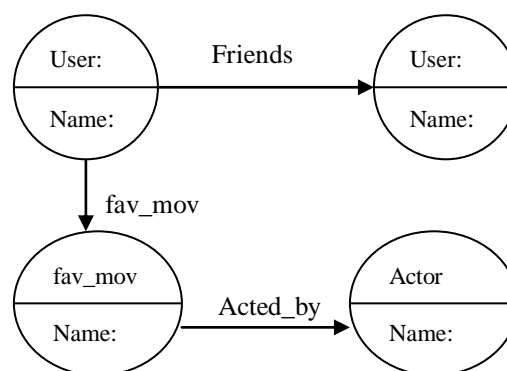 User:
Friends
User:
Name:
Name:
fav_mov
fav_mov
Actor
Acted_by
Name:
Name: